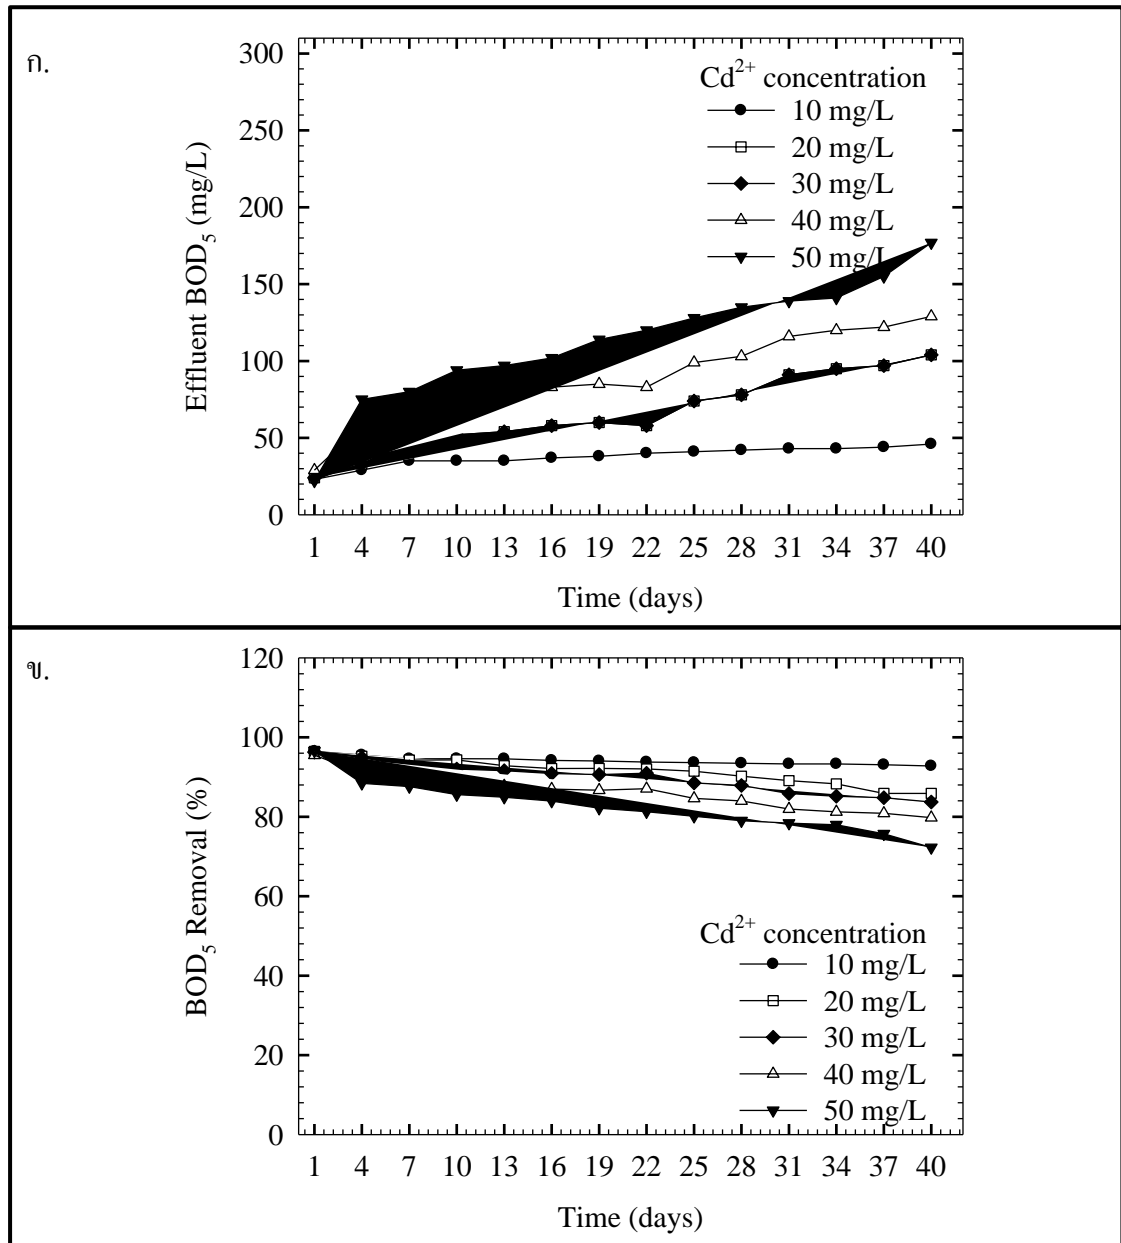 ก.
300
250
200
150
100
50
0
Effluent BOD₅ (mg/L)
Cd²⁺ concentration
10 mg/L
20 mg/L
30 mg/L
40 mg/L
50 mg/L
1 4 7 10 13 16 19 22 25 28 31 34 37 40
Time (days)
ข.
120
100
80
60
40
20
0
BOD₅ Removal (%)
Cd²⁺ concentration
10 mg/L
20 mg/L
30 mg/L
40 mg/L
50 mg/L
1 4 7 10 13 16 19 22 25 28 31 34 37 40
Time (days)